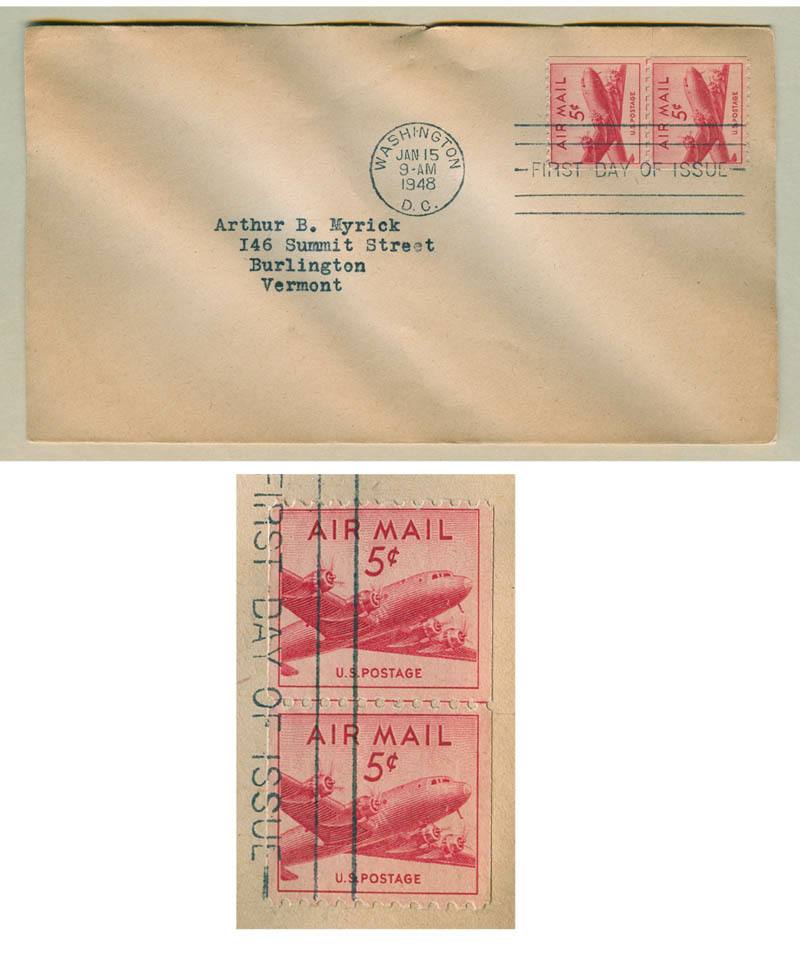 AIR MAIL
5¢
U.S.POSTAGE
AIR MAIL
5¢
U.S.POSTAGE
WASHINGTON
JAN 15
9-AM
1948
D. C.
FIRST DAY OF ISSUE
Arthur B. Myrick
146 Summit Street
Burlington
Vermont
FIRST DAY OF ISSUE
AIR MAIL
5¢
U.S.POSTAGE
AIR MAIL
5¢
U.S.POSTAGE